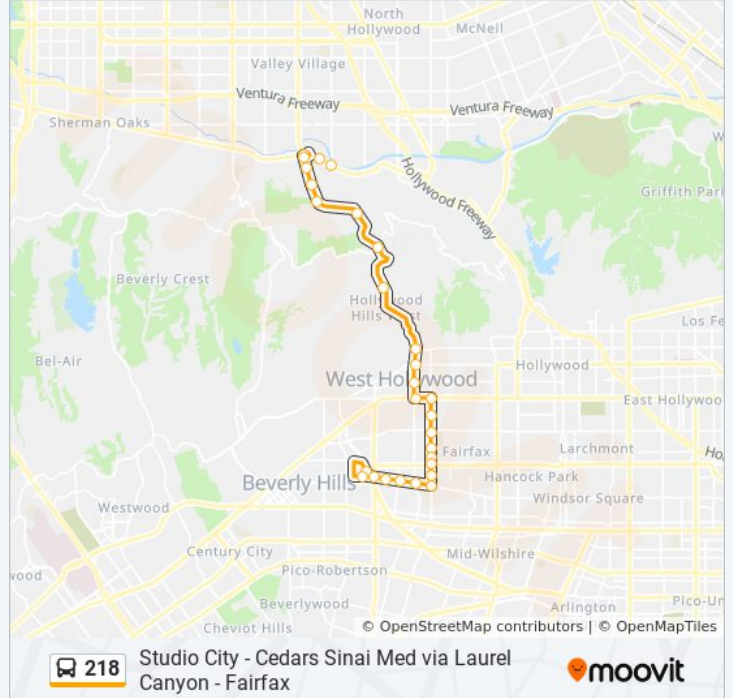 North
Hollywood
McNeil
Valley Village
Ventura Freeway
Ventura Freeway
Sherman Oaks
Hollywood Freeway
Griffith Park
Beverly Crest
Hollywood
Hills West
Los Fe
Bel-Air
Hollywood
West Hollywood
East Hollywoo
Fairfax
Larchmont
Ho
Hancock Park
Beverly Hills
Windsor Square
Westwood
Century City
Mid-Wilshire
Pico-Robertson
wood
Beverlywood
Pico-Un
Arlington
Cheviot Hills
© OpenStreetMap contributors | © OpenMapTiles
218
Studio City - Cedars Sinai Med via Laurel
Canyon - Fairfax
moovit